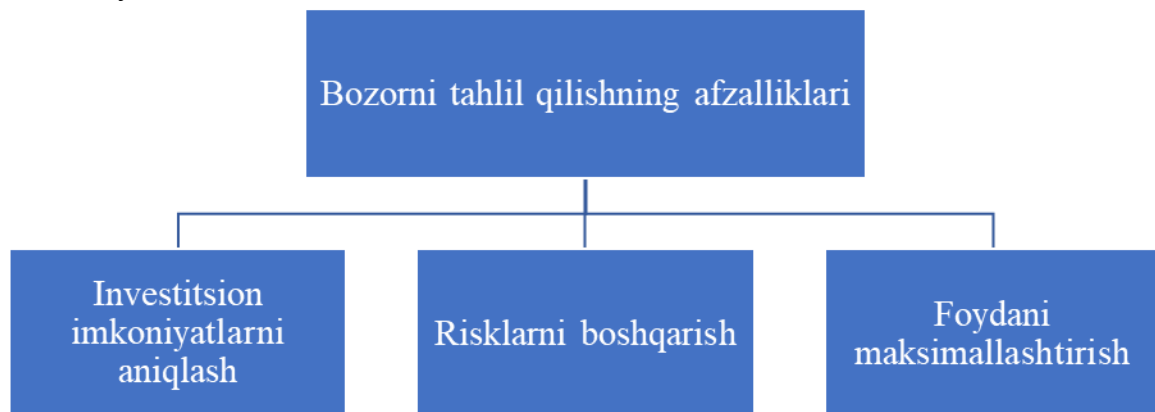 Bozorni tahlil qilishning afzalliklari
Investitsion
imkoniyatlarni
aniqlash
Risklarni boshqarish
Foydani
maksimallashtirish